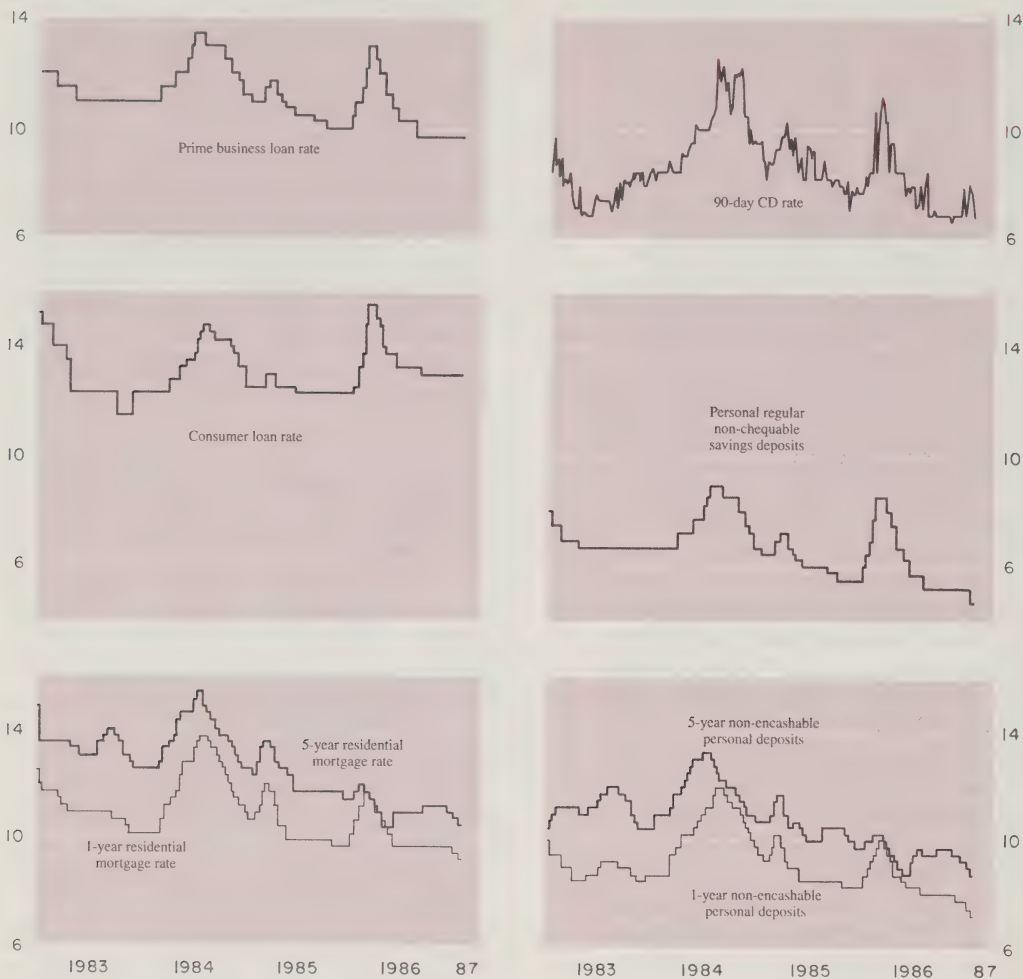 14
10
6
Prime business loan rate
14
10
6
90-day CD rate
14
10
6
Consumer loan rate
14
10
6
Personal regular
non-chequable
savings deposits
14
10
6
5-year residential
mortgage rate
1-year residential
mortgage rate
1983 1984 1985 1986 87
14
10
6
5-year non-encashable
personal deposits
1-year non-encashable
personal deposits
1983 1984 1985 1986 87